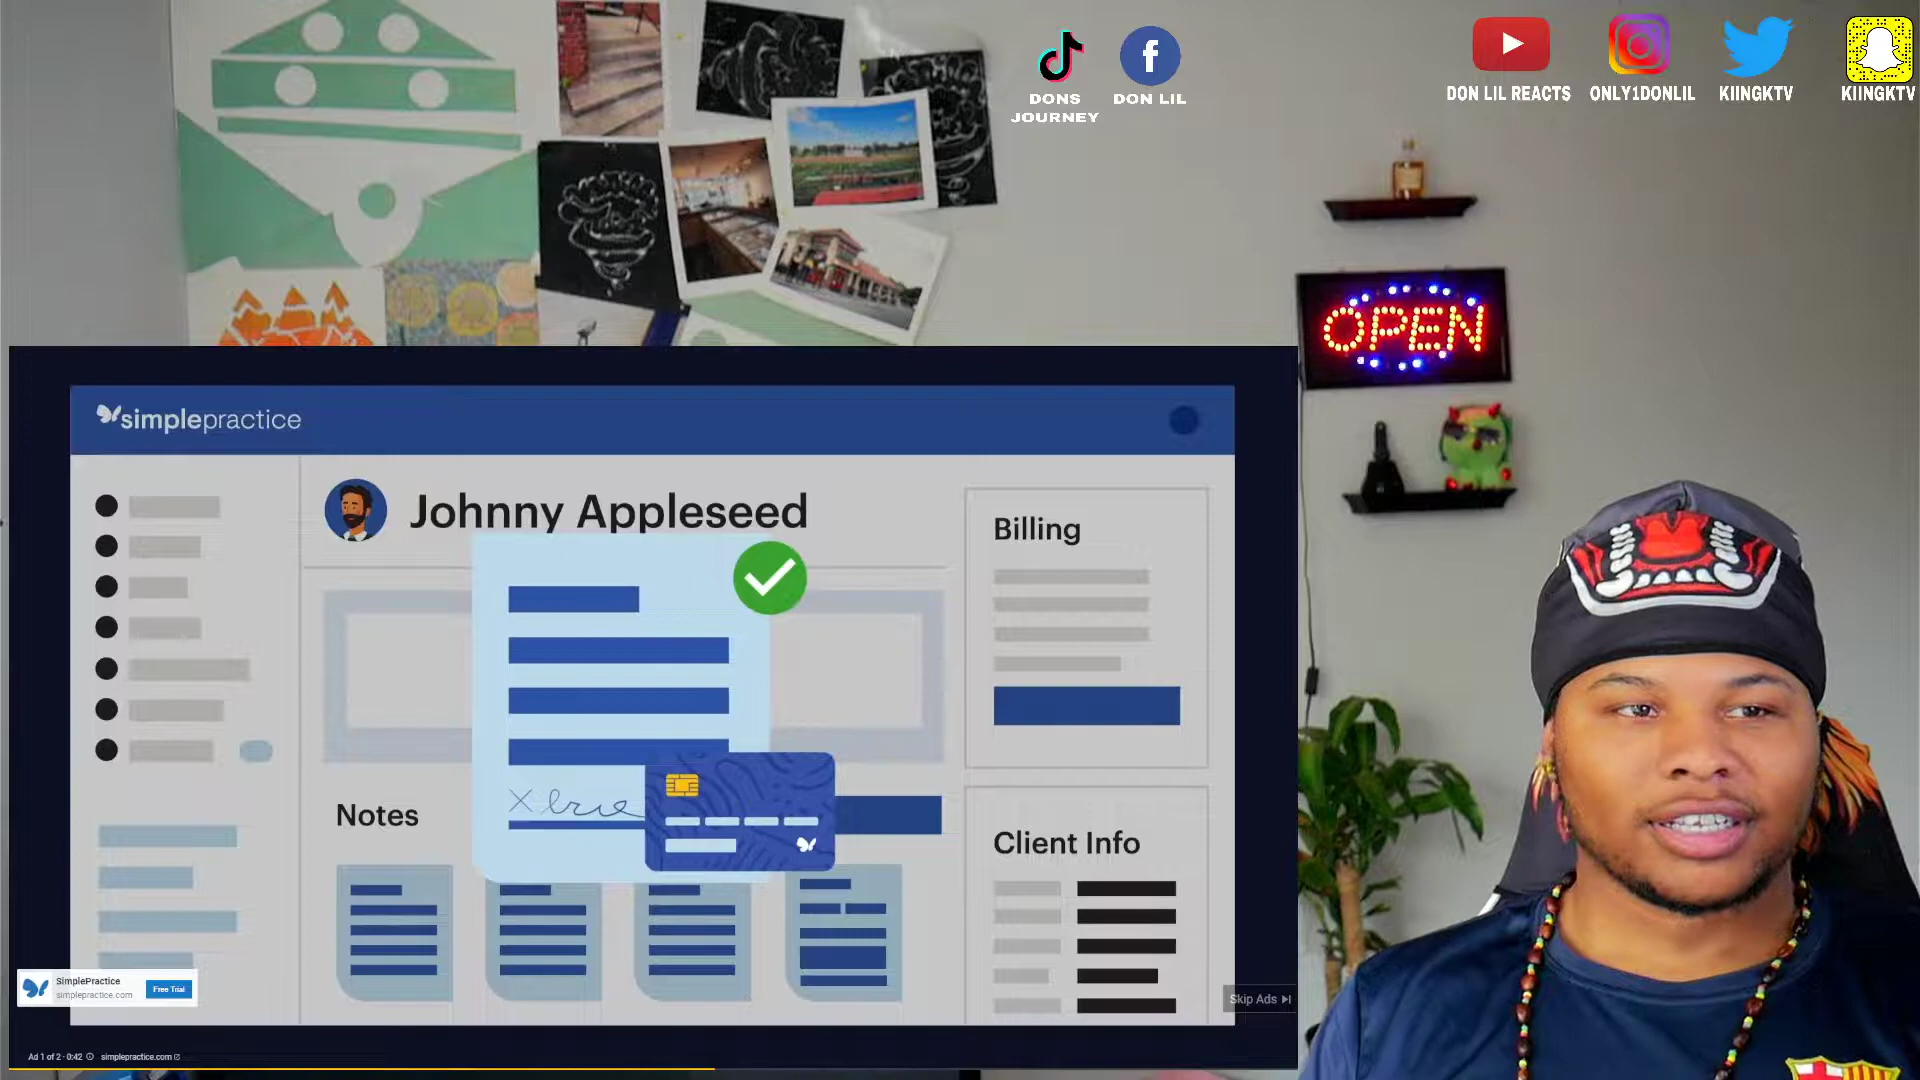 DONS
JOURNEY
DON LIL
DON LIL REACTS
ONLY1DONLIL
KIINGKTV
KIINGKTV
OPEN
simplepractice
Johnny Appleseed
Billing
Notes
Client Info
SimplePractice
simplepractice.com
Free Trial
Skip Ads
Ad 1 of 2 · 0:42
simplepractice.com